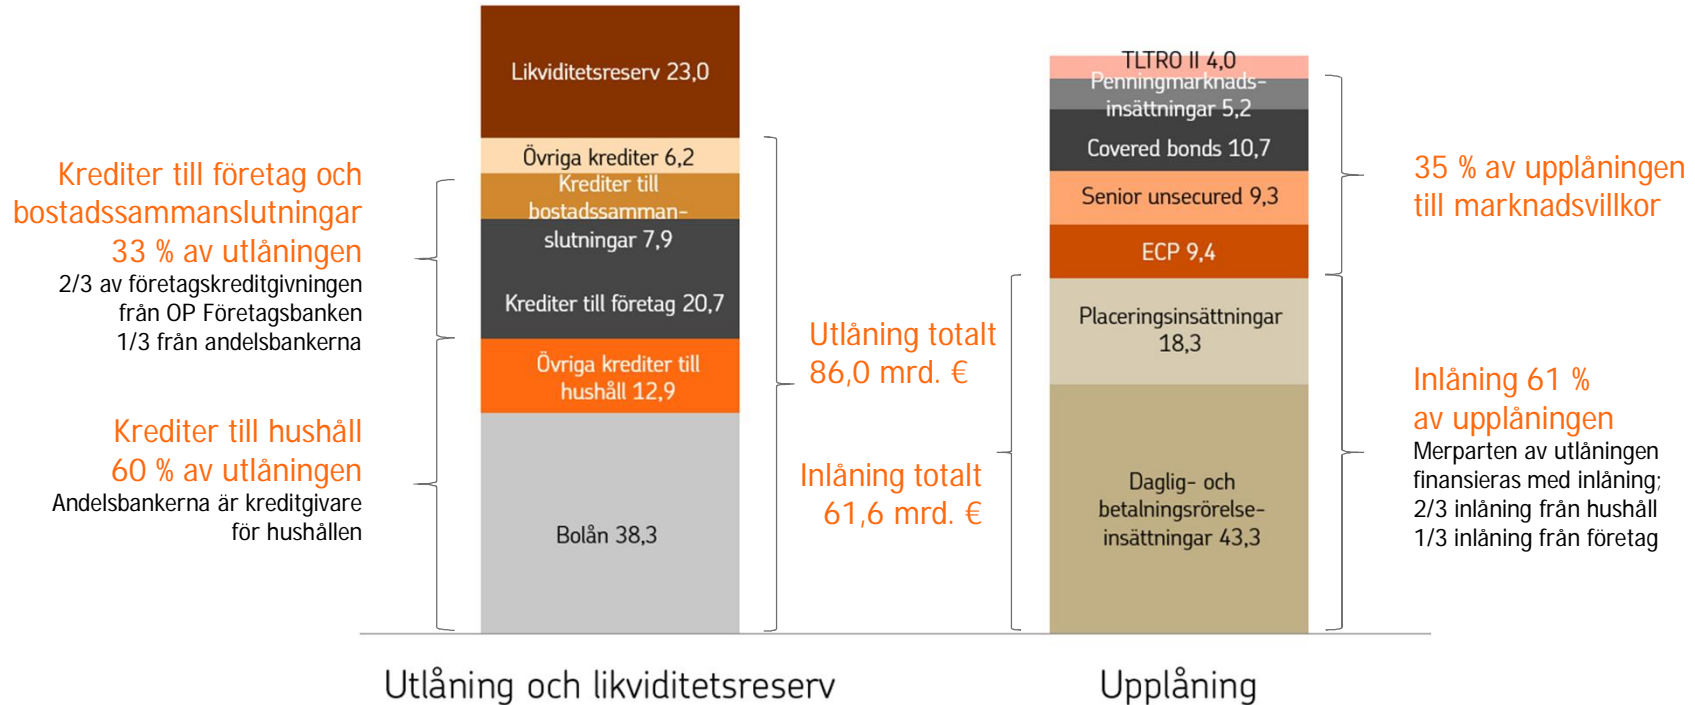 Krediter till företag och
bostadssammanslutningar
33 % av utlåningen
2/3 av företagskreditgivningen
från OP Företagsbanken
1/3 från andelsbankerna
Krediter till hushåll
60 % av utlåningen
Andelsbankerna är kreditgivare
för hushållen
Likviditetsreserv 23,0
Övriga krediter 6,2
Krediter till
bostadssamman-
slutningar 7,9
Krediter till företag 20,7
Övriga krediter till
hushåll 12,9
Bolån 38,3
Utlåning totalt
86,0 mrd. €
Inlåning totalt
61,6 mrd. €
TLTRO II 4,0
Penningmarknads-
insättningar 5,2
Covered bonds 10,7
Senior unsecured 9,3
ECP 9,4
Placeringsinsättningar
18,3
Daglig- och
betalningsrörelse-
insättningar 43,3
35 % av upplåningen
till marknadsvillkor
Inlåning 61 %
av upplåningen
Merparten av utlåningen
finansieras med inlåning;
2/3 inlåning från hushåll
1/3 inlåning från företag
Utlåning och likviditetsreserv
Upplåning